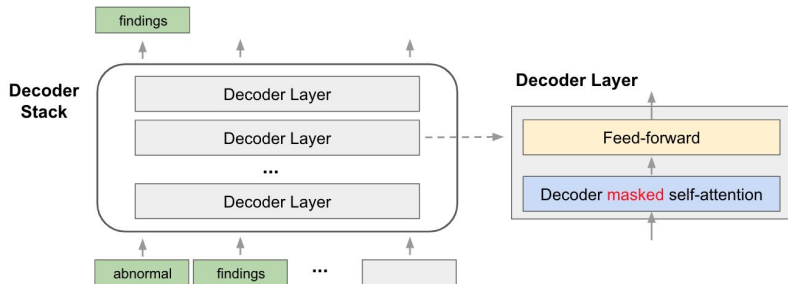 findings
Decoder
Stack
Decoder Layer
Decoder Layer
...
Decoder Layer
abnormal
findings
...
Decoder Layer
Feed-forward
Decoder masked self-attention